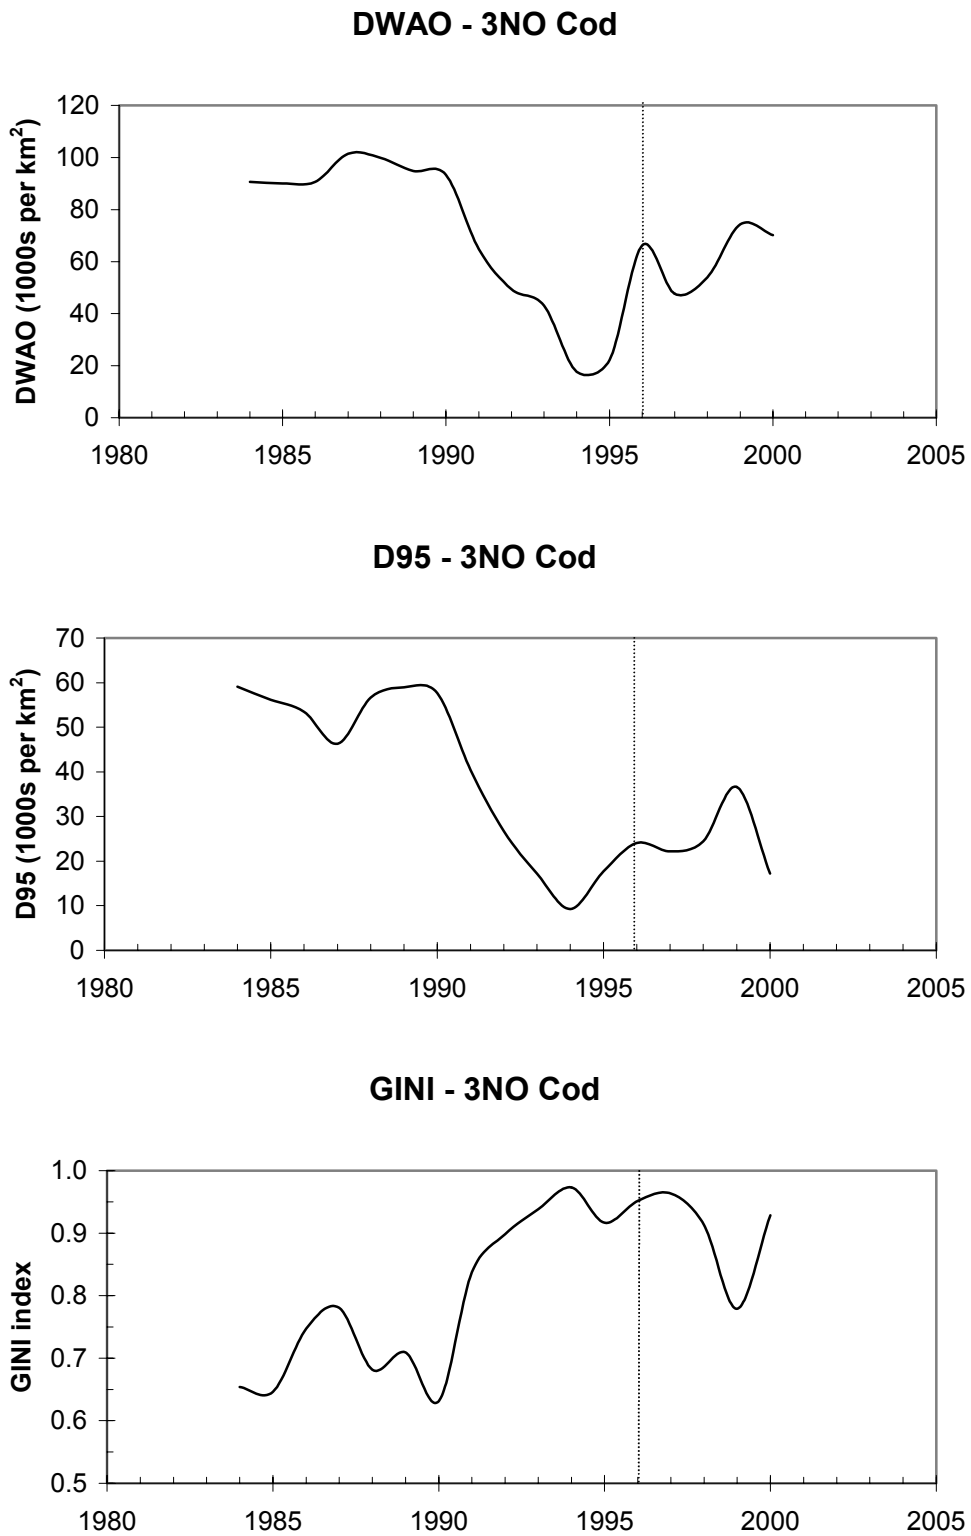 DWAO - 3NO Cod
DWAO (1000s per km²)
120
100
80
60
40
20
0
1980 1985 1990 1995 2000 2005
D95 - 3NO Cod
D95 (1000s per km²)
70
60
50
40
30
20
10
0
1980 1985 1990 1995 2000 2005
GINI - 3NO Cod
GINI index
1.0
0.9
0.8
0.7
0.6
0.5
1980 1985 1990 1995 2000 2005